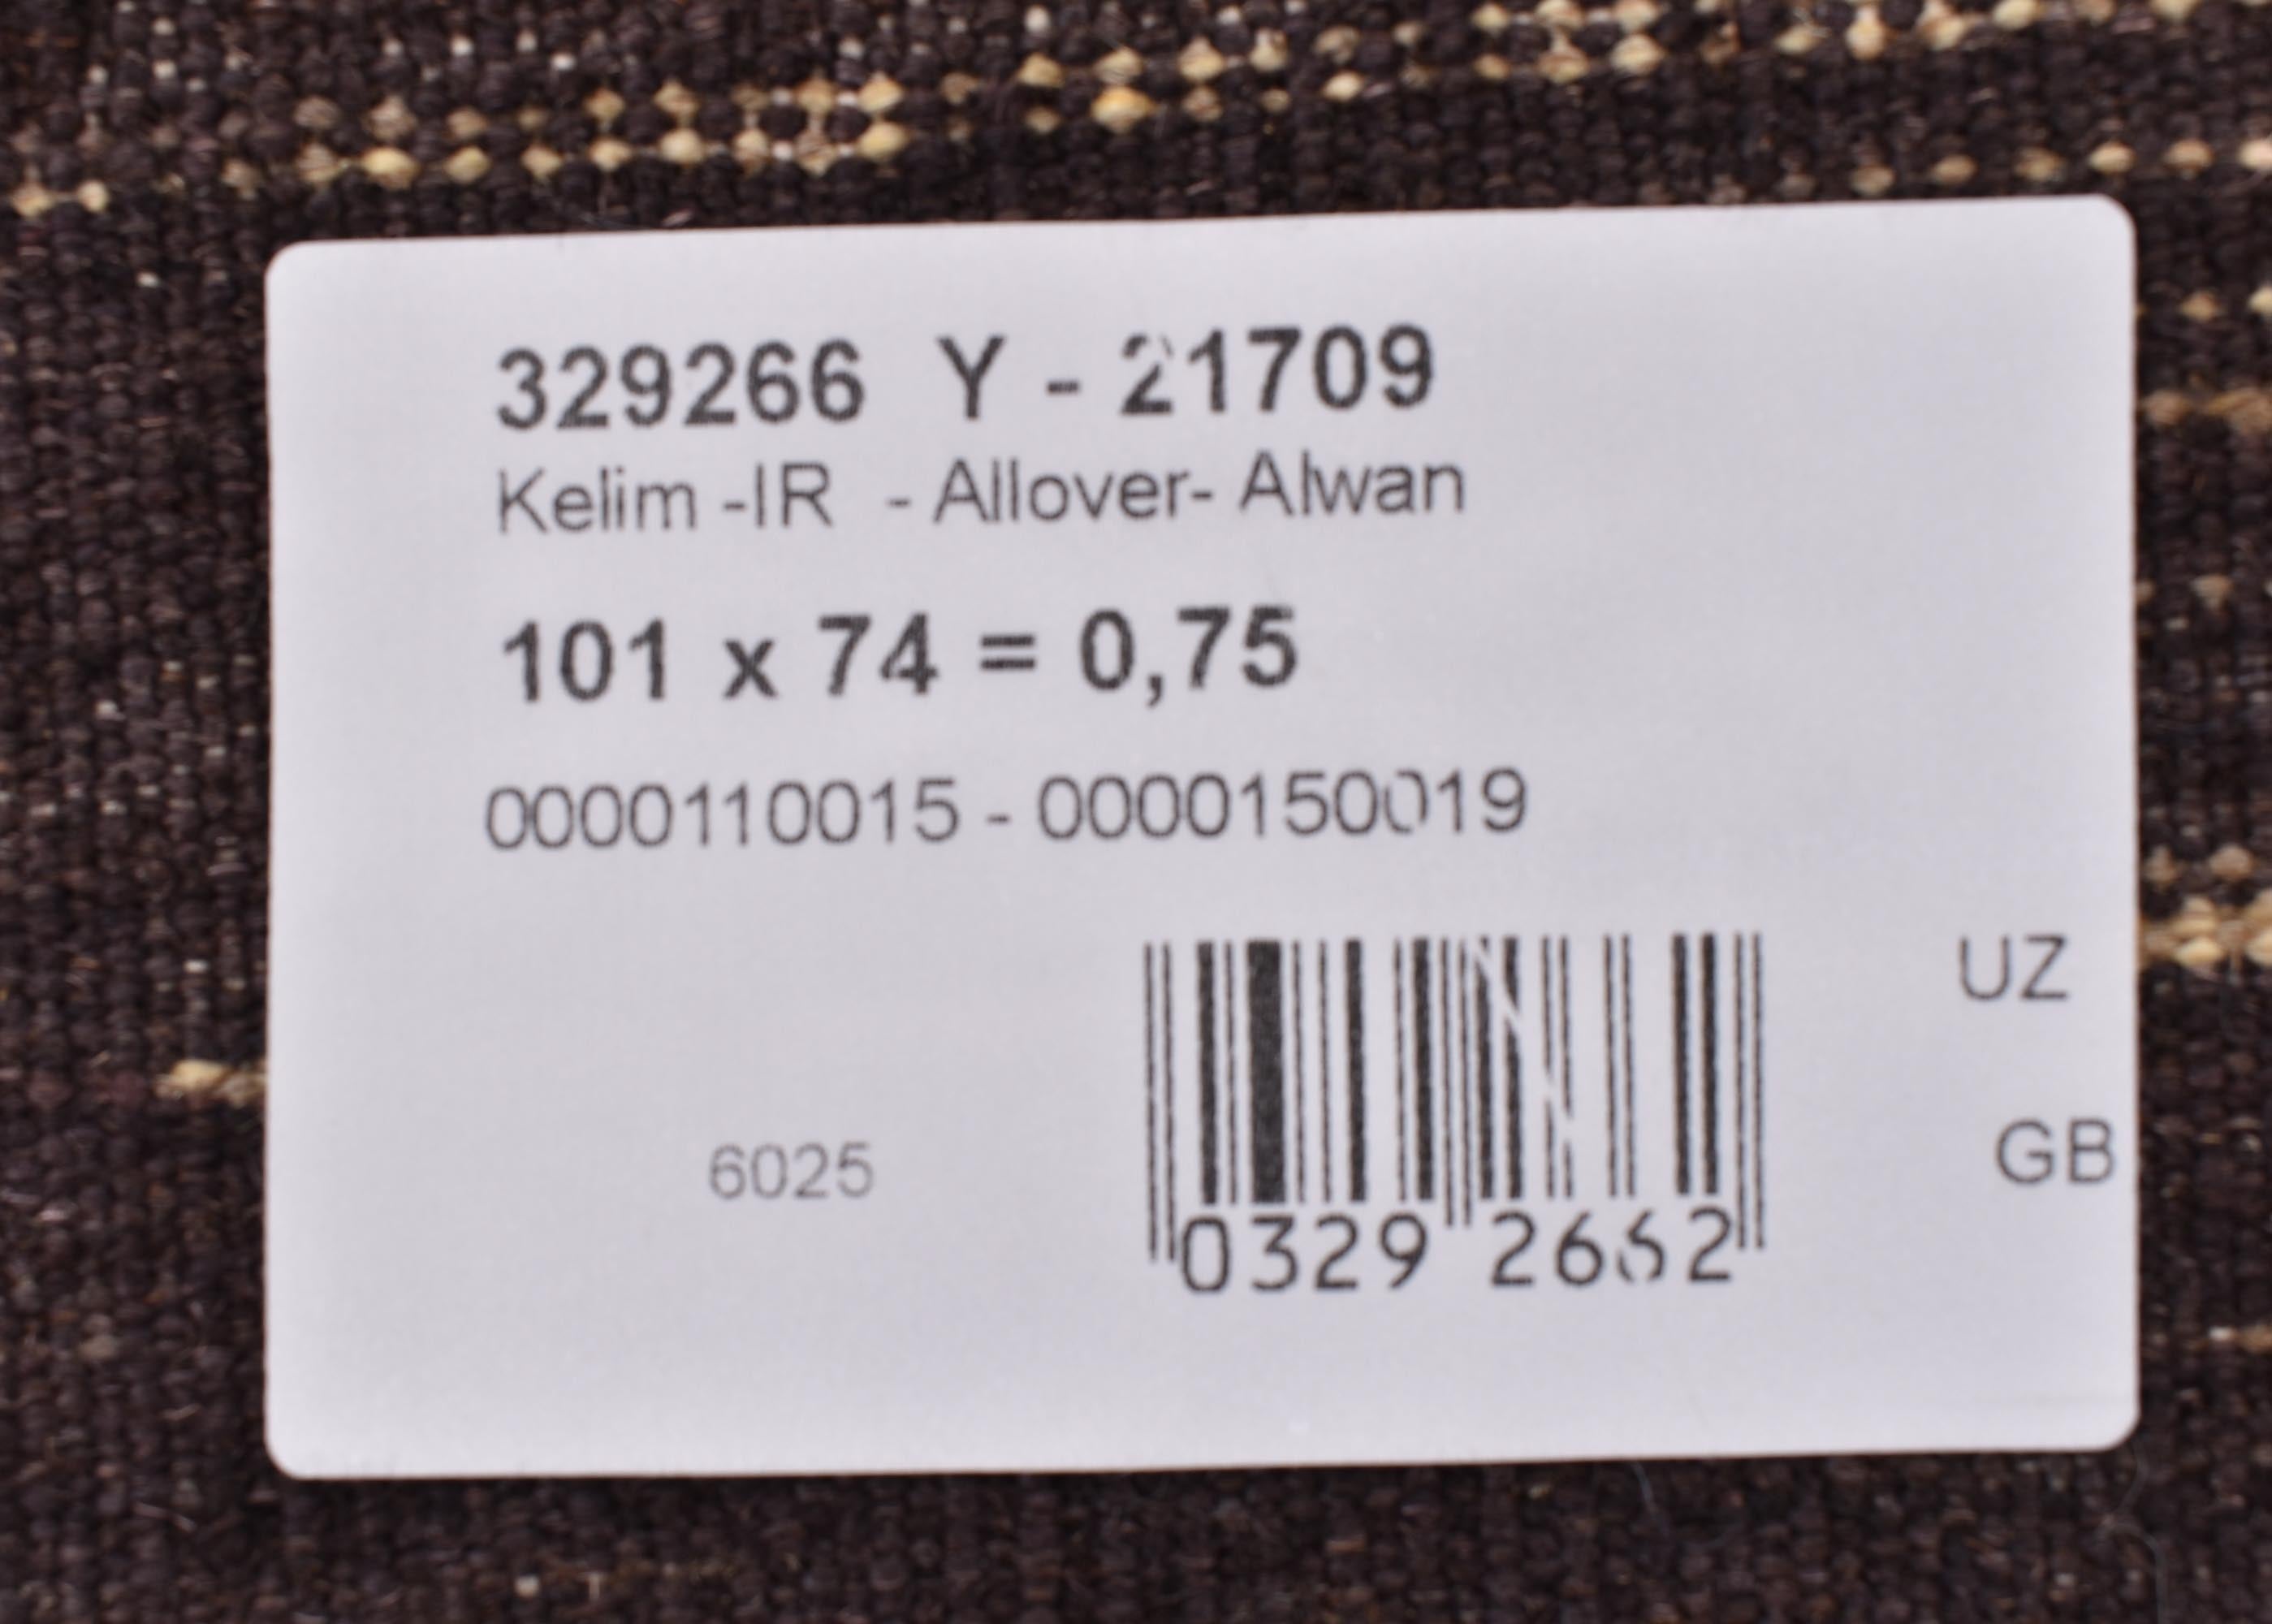 329266 Y - 21709
Kelim -IR - Allover- Alwan
101 x 74 = 0,75
0000110015 - 0000150019
UZ
GB
6025
0329 2662